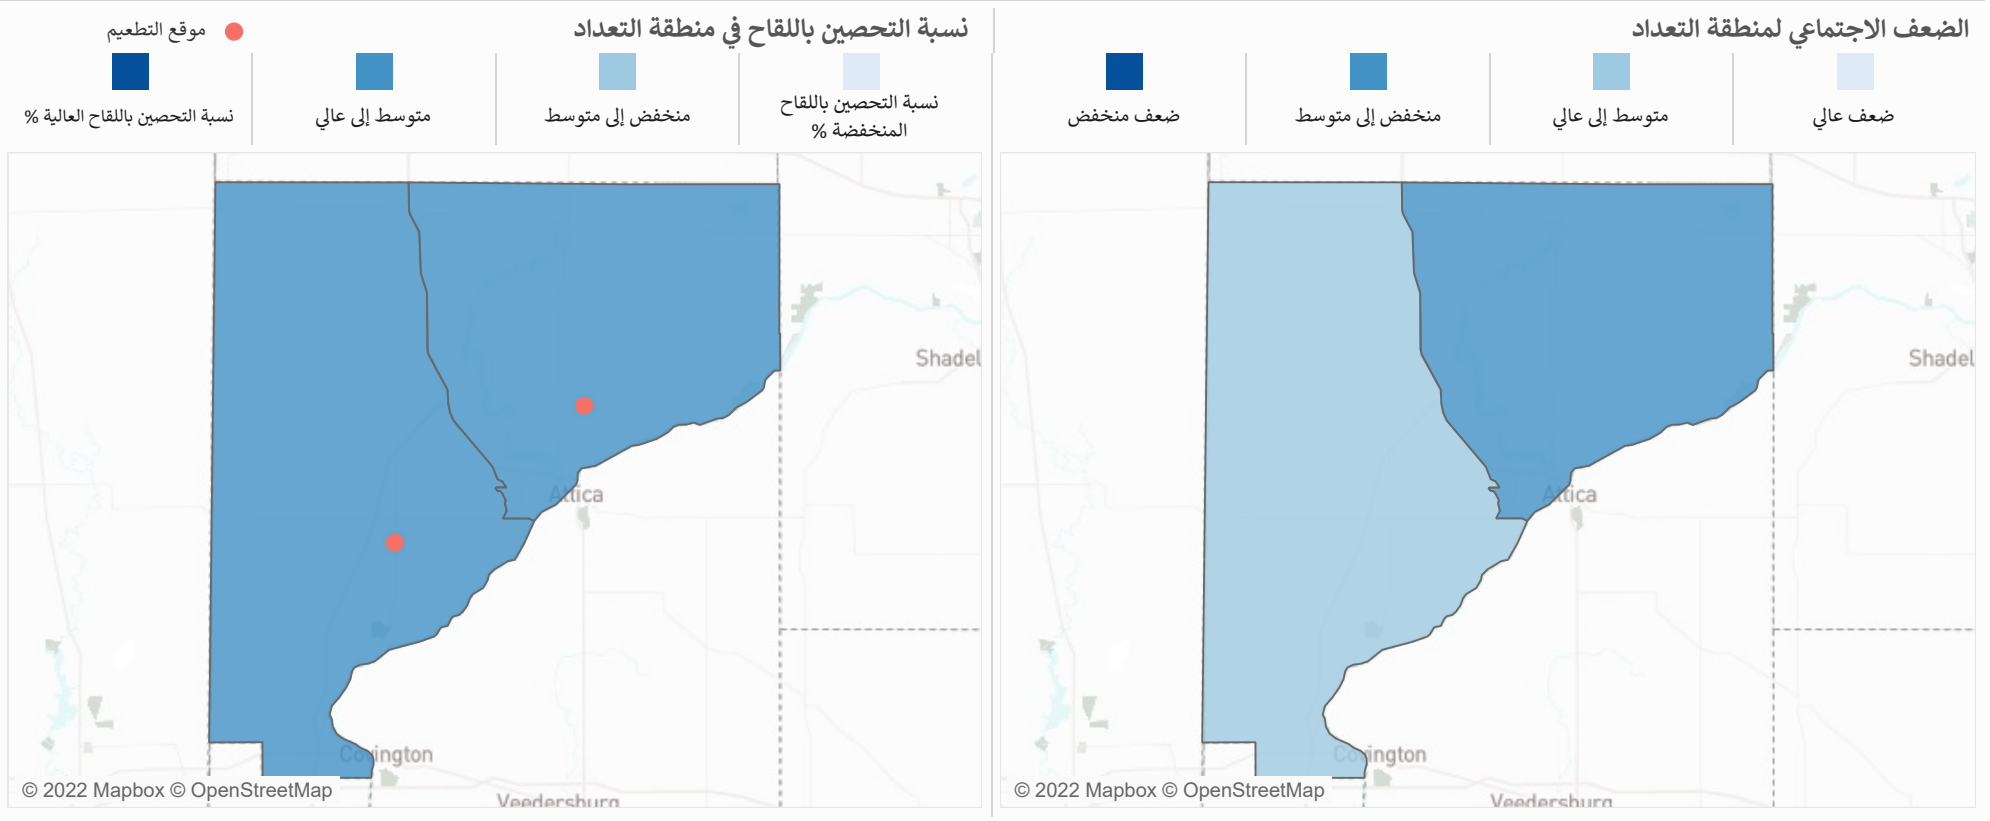 الضعف الاجتماعي لمنطقة التعداد
ضعف عالي
متوسط إلى عالي
منخفض إلى متوسط
ضعف منخفض
Shadel
Attica
Covington
Veedersburg
© 2022 Mapbox © OpenStreetMap
نسبة التحصين باللقاح في منطقة التعداد
موقع التطعيم
نسبة التحصين باللقاح
المنخفضة %
منخفض إلى متوسط
متوسط إلى عالي
نسبة التحصين باللقاح العالية %
Shadel
Attica
Covington
Veedersburg
© 2022 Mapbox © OpenStreetMap